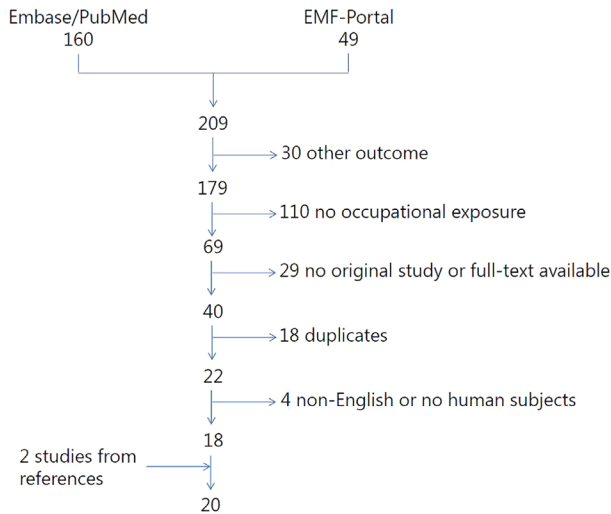 Embase/PubMed
160
EMF-Portal
49
209
30 other outcome
179
110 no occupational exposure
69
29 no original study or full-text available
40
18 duplicates
22
4 non-English or no human subjects
18
2 studies from
references
20